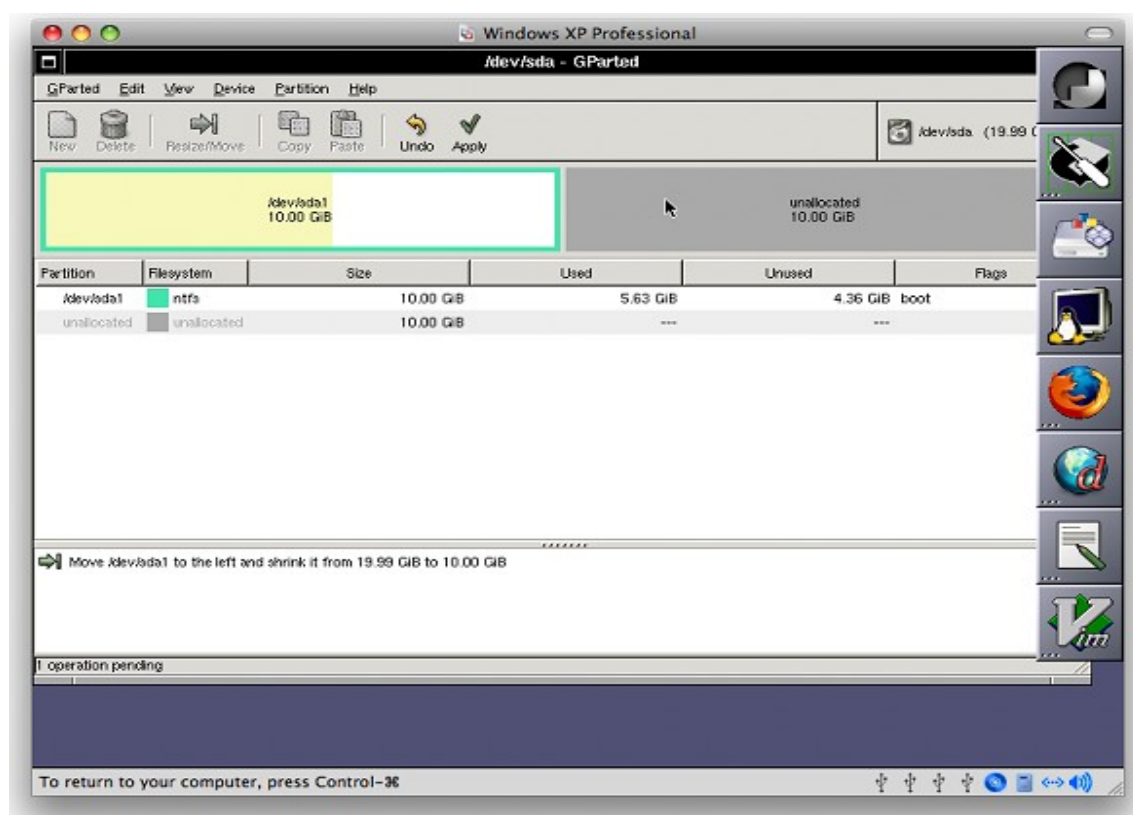 Windows XP Professional
/dev/sda - GParted
GParted Edit View Device Partition Help
New Delete Resize/Move Copy Paste Undo Apply
/dev/sda (19.99 G
/dev/sda1
10.00 GiB
unallocated
10.00 GiB
Partition Filesystem Size Used Unused Flags
/dev/sda1 ntfs 10.00 GiB 5.63 GiB 4.36 GiB boot
unallocated unallocated 10.00 GiB --- ---
Move /dev/sda1 to the left and shrink it from 19.99 GiB to 10.00 GiB
1 operation pending
d
Vim
To return to your computer, press Control-⌘